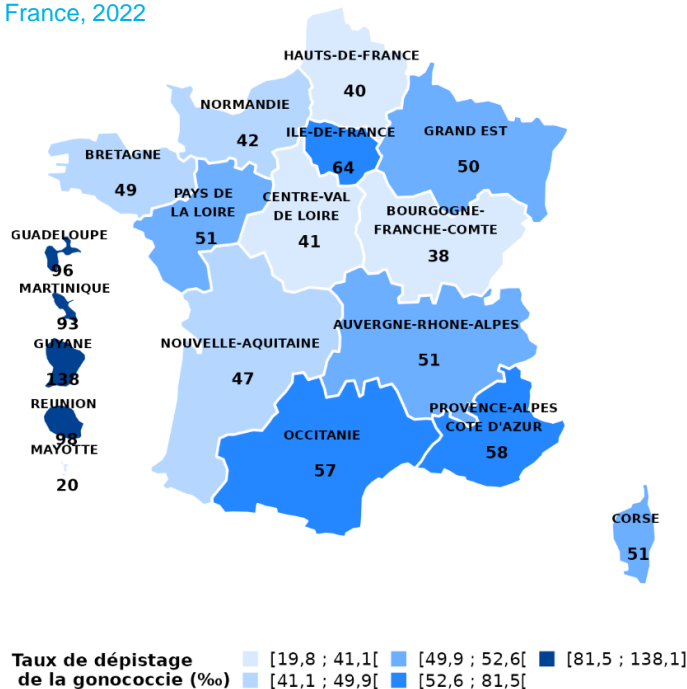 France, 2022
HAUTS-DE-FRANCE
40
NORMANDIE
42
ILE-DE-FRANCE
64
GRAND EST
50
BRETAGNE
49
PAYS DE
LA LOIRE
51
CENTRE-VAL
DE LOIRE
41
BOURGOGNE-
FRANCHE-COMTE
38
GUADELOUPE
96
MARTINIQUE
93
GUYANE
138
REUNION
98
MAYOTTE
20
NOUVELLE-AQUITAINE
47
AUVERGNE-RHONE-ALPES
51
OCCITANIE
57
PROVENCE-ALPES
COTE D'AZUR
58
CORSE
51
Taux de dépistage
de la gonococcie (‰)
[19,8 ; 41,1[
[41,1 ; 49,9[
[49,9 ; 52,6[
[52,6 ; 81,5[
[81,5 ; 138,1]